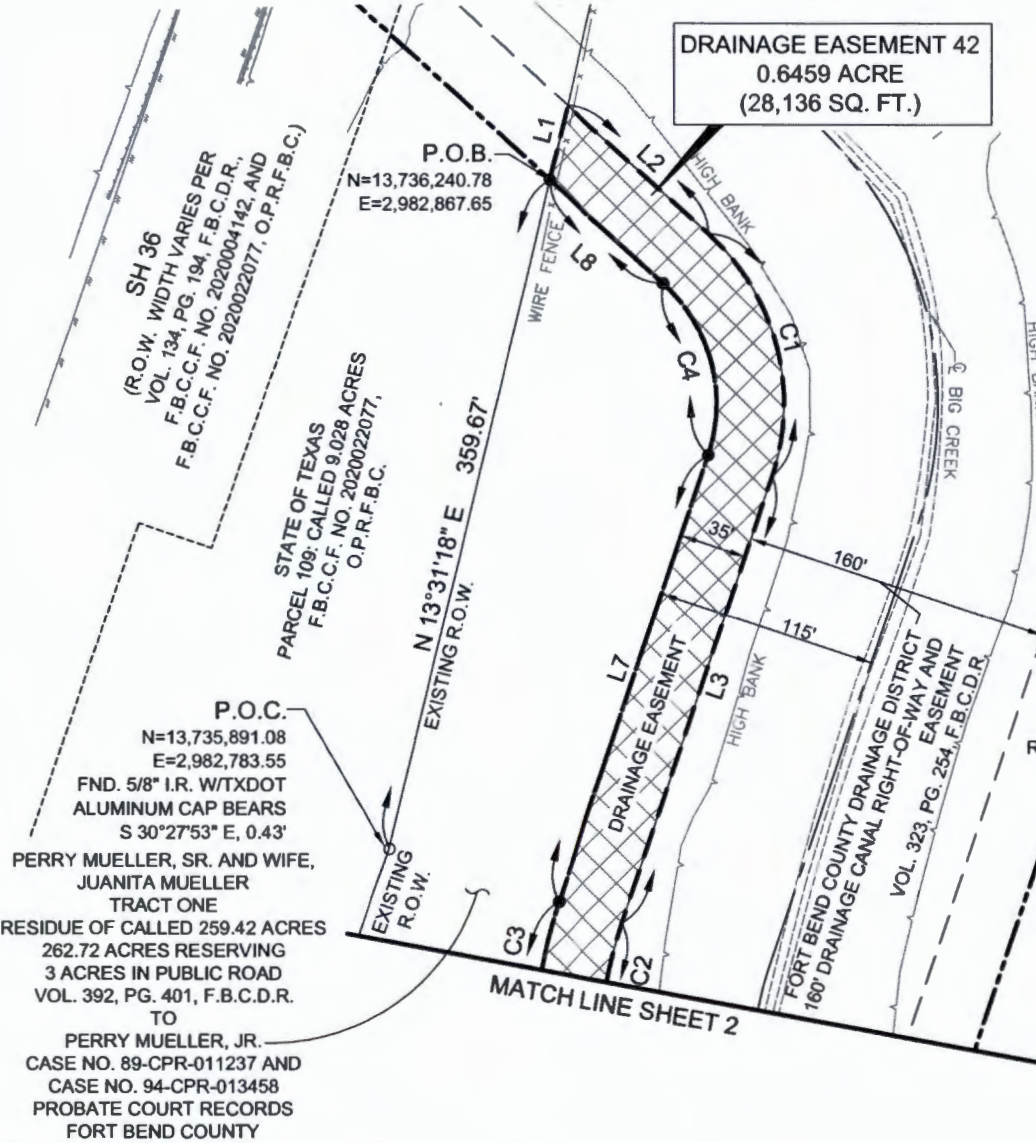 DRAINAGE EASEMENT 42
0.6459 ACRE
(28,136 SQ. FT.)
L1
P.O.B.
N=13,736,240.78
E=2,982,867.65
L2
HIGH BANK
SH 36
(R.O.W. WIDTH VARIES PER
VOL. 134, PG. 194, F.B.C.D.R.,
F.B.C.C.F. NO. 2020004142, AND
F.B.C.C.F. NO. 2020022077, O.P.R.F.B.C.)
L8
WIRE FENCE
C4
C1
℄ BIG CREEK
STATE OF TEXAS
PARCEL 109: CALLED 9.028 ACRES
F.B.C.C.F. NO. 2020022077,
O.P.R.F.B.C.
N 13°31'18" E 359.67'
EXISTING R.O.W.
35'
160'
115'
L7
L3
DRAINAGE EASEMENT
HIGH BANK
FORT BEND COUNTY DRAINAGE DISTRICT
160' DRAINAGE CANAL RIGHT-OF-WAY AND
EASEMENT
VOL. 323, PG. 254, F.B.C.D.R.
P.O.C.
N=13,735,891.08
E=2,982,783.55
FND. 5/8" I.R. W/TXDOT
ALUMINUM CAP BEARS
S 30°27'53" E, 0.43'
EXISTING
R.O.W.
PERRY MUELLER, SR. AND WIFE,
JUANITA MUELLER
TRACT ONE
RESIDUE OF CALLED 259.42 ACRES
262.72 ACRES RESERVING
3 ACRES IN PUBLIC ROAD
VOL. 392, PG. 401, F.B.C.D.R.
TO
PERRY MUELLER, JR.
CASE NO. 89-CPR-011237 AND
CASE NO. 94-CPR-013458
PROBATE COURT RECORDS
FORT BEND COUNTY
C3
C2
MATCH LINE SHEET 2